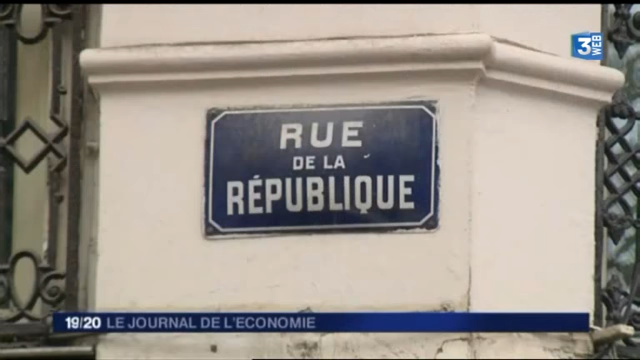 3 WEB
RUE
DE LA
RÉPUBLIQUE
19/20 LE JOURNAL DE L'ECONOMIE